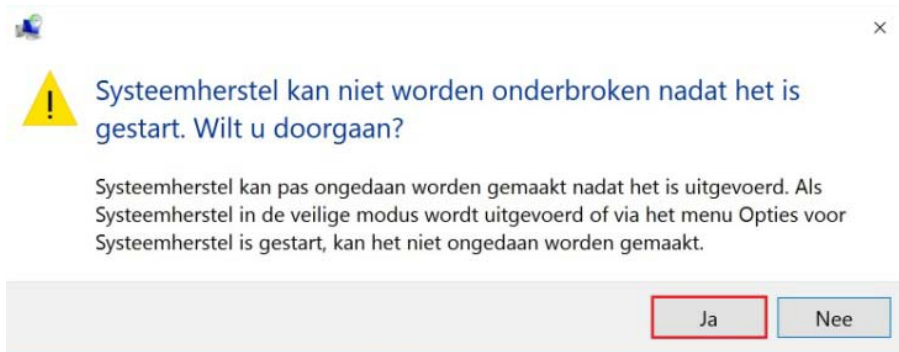 Systeemherstel kan niet worden onderbroken nadat het is
gestart. Wilt u doorgaan?
Systeemherstel kan pas ongedaan worden gemaakt nadat het is uitgevoerd. Als
Systeemherstel in de veilige modus wordt uitgevoerd of via het menu Opties voor
Systeemherstel is gestart, kan het niet ongedaan worden gemaakt.
Ja Nee